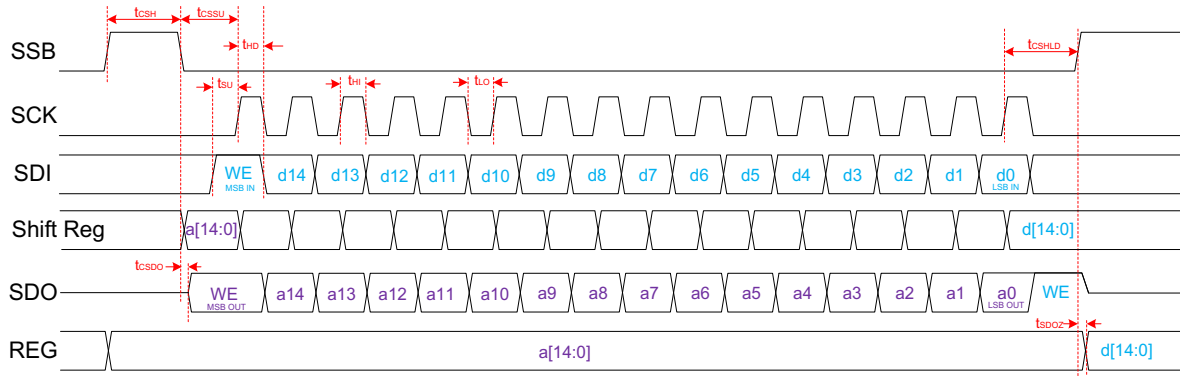 tCSH tCSSU
SSB tHD tCSHLD
tSU tHI tLO
SCK
SDI WE d14 d13 d12 d11 d10 d9 d8 d7 d6 d5 d4 d3 d2 d1 d0
MSB IN LSB IN
Shift Reg a[14:0] d[14:0]
tCSDO
SDO WE a14 a13 a12 a11 a10 a9 a8 a7 a6 a5 a4 a3 a2 a1 a0 WE
MSB OUT LSB OUT
tSDOZ
REG a[14:0] d[14:0]